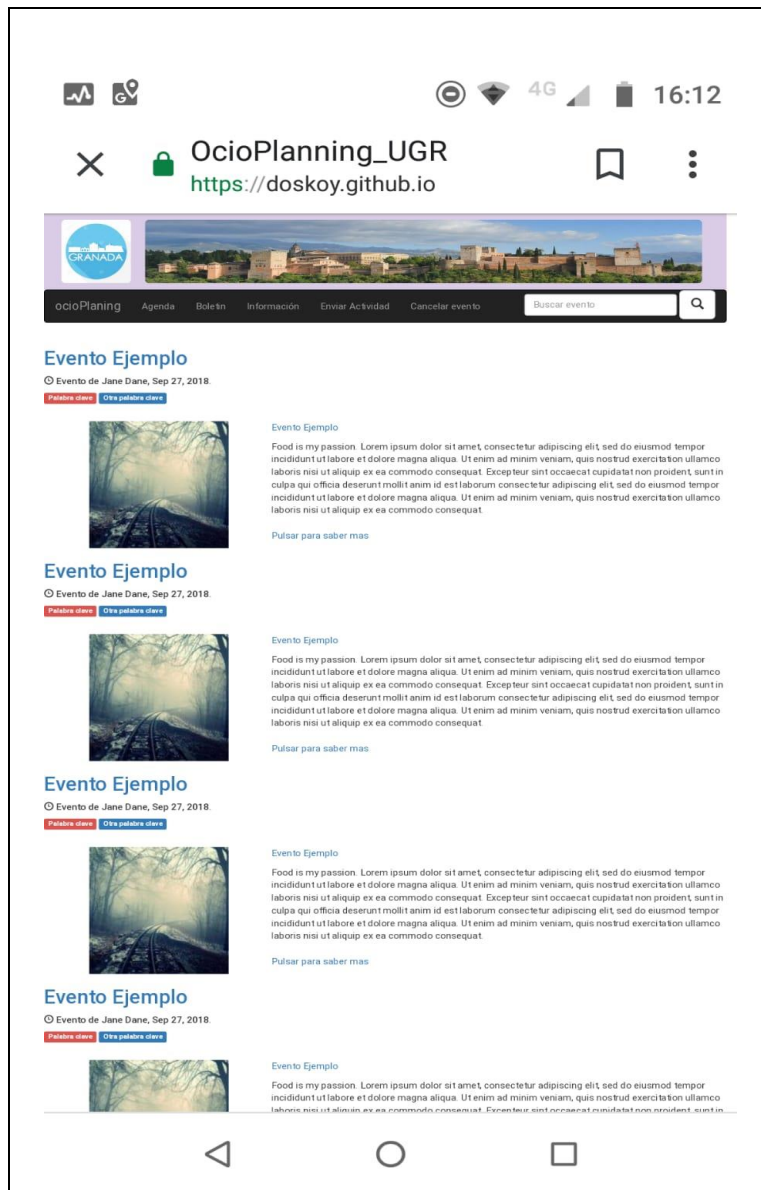 4G 16:12
OcioPlanning_UGR
https://doskoy.github.io
GRANADA
ocioPlaning Agenda Boletin Información Enviar Actividad Cancelar evento Buscar evento
Evento Ejemplo
Evento de Jane Dane, Sep 27, 2018.
Palabra clave Otra palabra clave
Evento Ejemplo
Food is my passion. Lorem ipsum dolor sit amet, consectetur adipiscing elit, sed do eiusmod tempor
incididunt ut labore et dolore magna aliqua. Ut enim ad minim veniam, quis nostrud exercitation ullamco
laboris nisi ut aliquip ex ea commodo consequat. Excepteur sint occaecat cupidatat non proident, sunt in
culpa qui officia deserunt mollit anim id est laborum consectetur adipiscing elit, sed do eiusmod tempor
incididunt ut labore et dolore magna aliqua. Ut enim ad minim veniam, quis nostrud exercitation ullamco
laboris nisi ut aliquip ex ea commodo consequat.
Pulsar para saber mas
Evento Ejemplo
Evento de Jane Dane, Sep 27, 2018.
Palabra clave Otra palabra clave
Evento Ejemplo
Food is my passion. Lorem ipsum dolor sit amet, consectetur adipiscing elit, sed do eiusmod tempor
incididunt ut labore et dolore magna aliqua. Ut enim ad minim veniam, quis nostrud exercitation ullamco
laboris nisi ut aliquip ex ea commodo consequat. Excepteur sint occaecat cupidatat non proident, sunt in
culpa qui officia deserunt mollit anim id est laborum consectetur adipiscing elit, sed do eiusmod tempor
incididunt ut labore et dolore magna aliqua. Ut enim ad minim veniam, quis nostrud exercitation ullamco
laboris nisi ut aliquip ex ea commodo consequat.
Pulsar para saber mas
Evento Ejemplo
Evento de Jane Dane, Sep 27, 2018.
Palabra clave Otra palabra clave
Evento Ejemplo
Food is my passion. Lorem ipsum dolor sit amet, consectetur adipiscing elit, sed do eiusmod tempor
incididunt ut labore et dolore magna aliqua. Ut enim ad minim veniam, quis nostrud exercitation ullamco
laboris nisi ut aliquip ex ea commodo consequat. Excepteur sint occaecat cupidatat non proident, sunt in
culpa qui officia deserunt mollit anim id est laborum consectetur adipiscing elit, sed do eiusmod tempor
incididunt ut labore et dolore magna aliqua. Ut enim ad minim veniam, quis nostrud exercitation ullamco
laboris nisi ut aliquip ex ea commodo consequat.
Pulsar para saber mas
Evento Ejemplo
Evento de Jane Dane, Sep 27, 2018.
Palabra clave Otra palabra clave
Evento Ejemplo
Food is my passion. Lorem ipsum dolor sit amet, consectetur adipiscing elit, sed do eiusmod tempor
incididunt ut labore et dolore magna aliqua. Ut enim ad minim veniam, quis nostrud exercitation ullamco
laboris nisi ut aliquip ex ea commodo consequat. Excepteur sint occaecat cupidatat non proident, sunt in